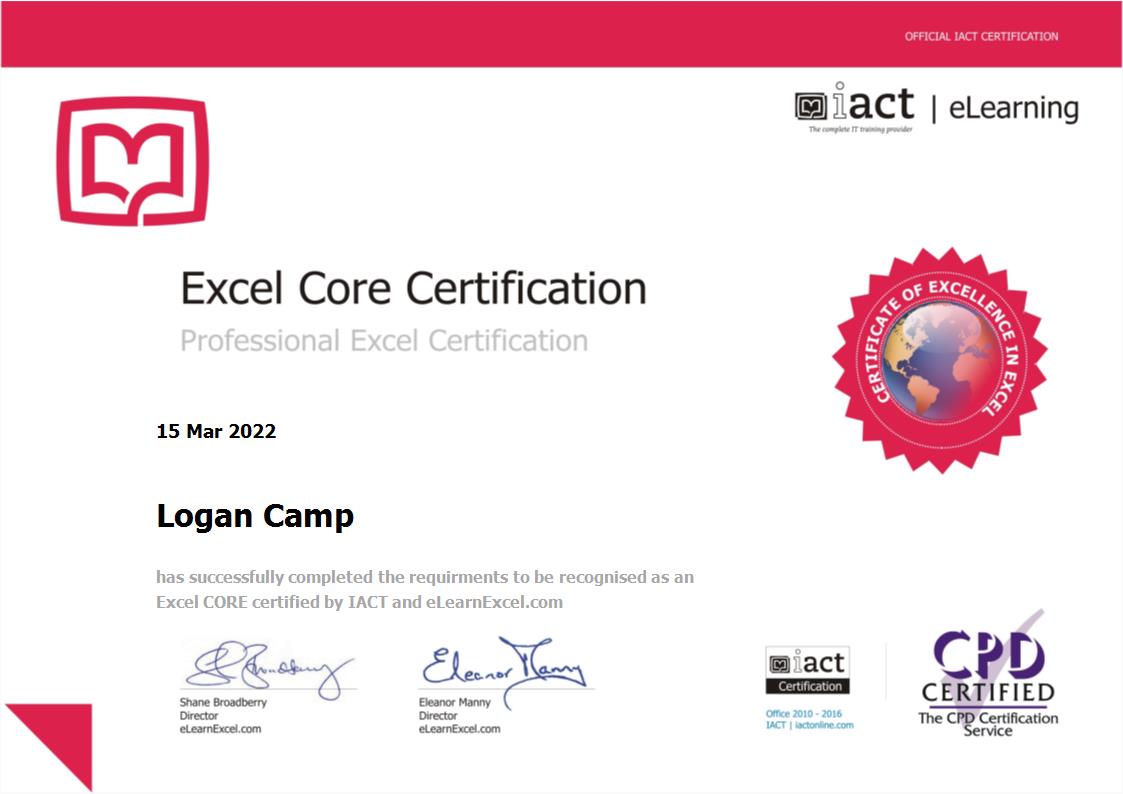 OFFICIAL IACT CERTIFICATION
iact | eLearning
The complete IT training provider
Excel Core Certification
Professional Excel Certification
CERTIFICATE OF EXCELLENCE IN EXCEL
15 Mar 2022
Logan Camp
has successfully completed the requirments to be recognised as an
Excel CORE certified by IACT and eLearnExcel.com
Eleanor Manny
Shane Broadberry
Director
eLearnExcel.com
Eleanor Manny
Director
eLearnExcel.com
iact
Certification
Office 2010 - 2016
IACT | iactonline.com
CPD
CERTIFIED
The CPD Certification
Service